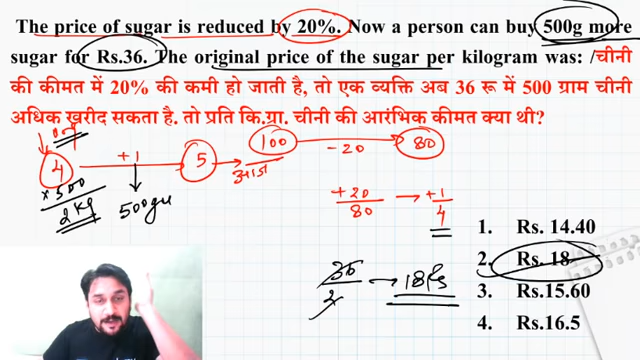 The price of sugar is reduced by 20%. Now a person can buy 500g more
sugar for Rs.36. The original price of the sugar per kilogram was: /चीनी
की कीमत में 20% की कमी हो जाती है, तो एक व्यक्ति अब 36 रू में 500 ग्राम चीनी
अधिक खरीद सकता है. तो प्रति कि.ग्रा. चीनी की आरंभिक कीमत क्या थी?
4 +1 5 100 -20 80
आज
×500
2kg
500gm
+20/80 → +1/4
36/2 → 18Rs
1. Rs. 14.40
2. Rs. 18
3. Rs.15.60
4. Rs.16.5